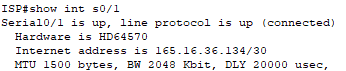 ISP#show int s0/1
Serial0/1 is up, line protocol is up (connected)
Hardware is HD64570
Internet address is 165.16.36.134/30
MTU 1500 bytes, BW 2048 Kbit, DLY 20000 usec,